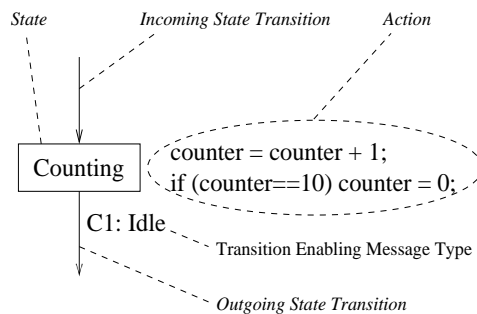 State
Incoming State Transition
Action
Counting
counter = counter + 1;
if (counter==10) counter = 0;
C1: Idle
Transition Enabling Message Type
Outgoing State Transition